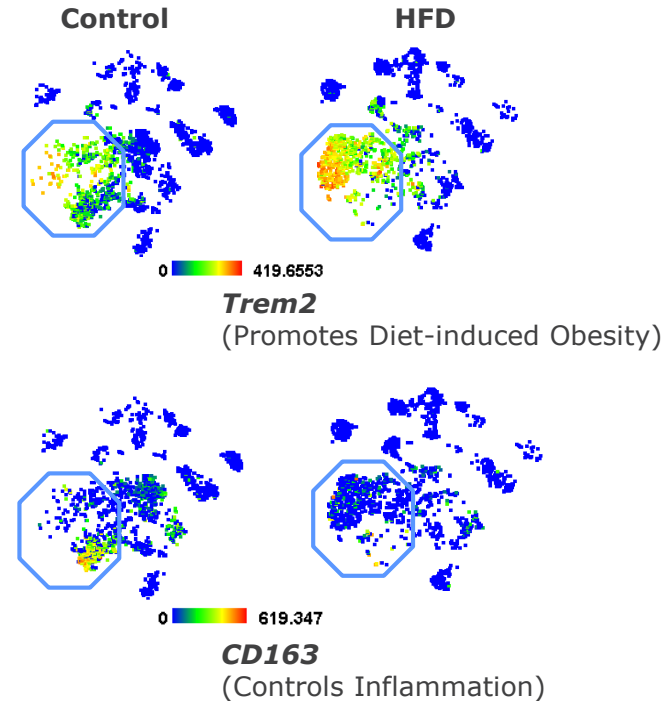 Control HFD
0 419.6553
Trem2
(Promotes Diet-induced Obesity)
0 619.347
CD163
(Controls Inflammation)